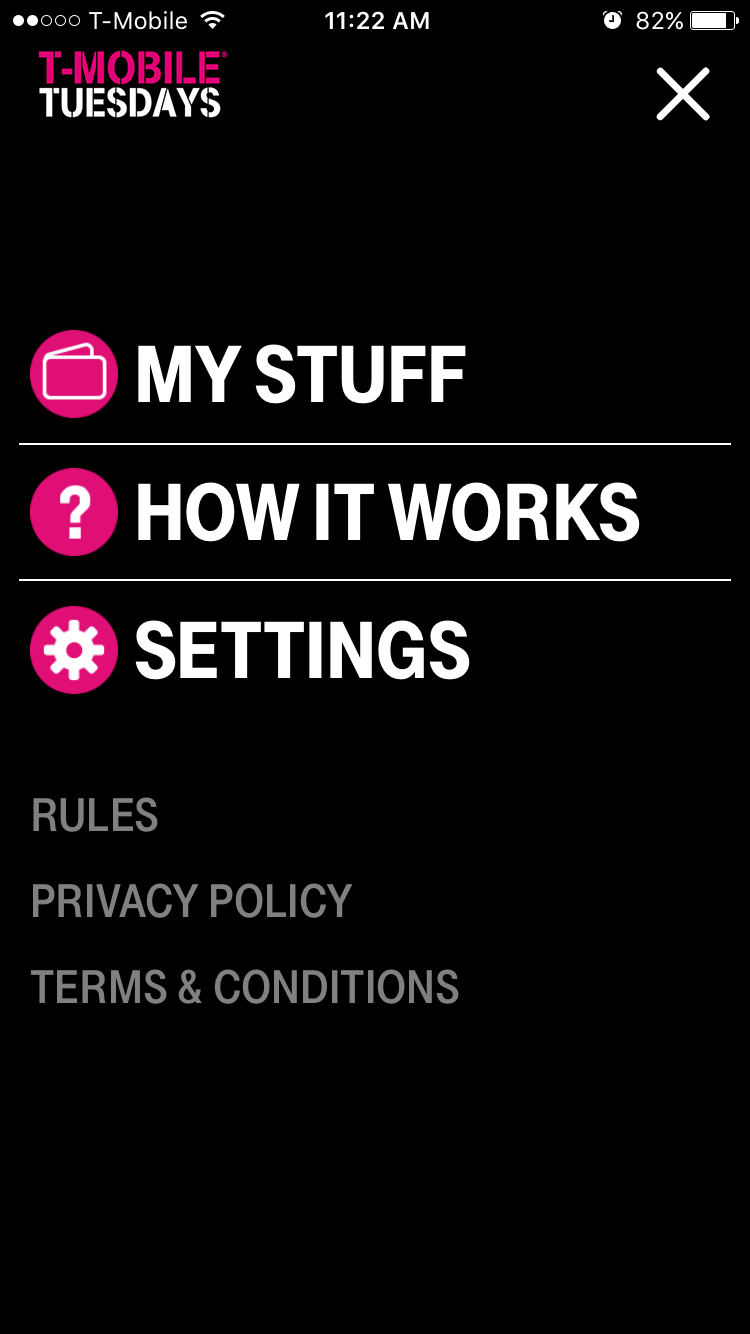 T-Mobile 11:22 AM 82%
T-MOBILE®
TUESDAYS
MY STUFF
? HOW IT WORKS
SETTINGS
RULES
PRIVACY POLICY
TERMS & CONDITIONS